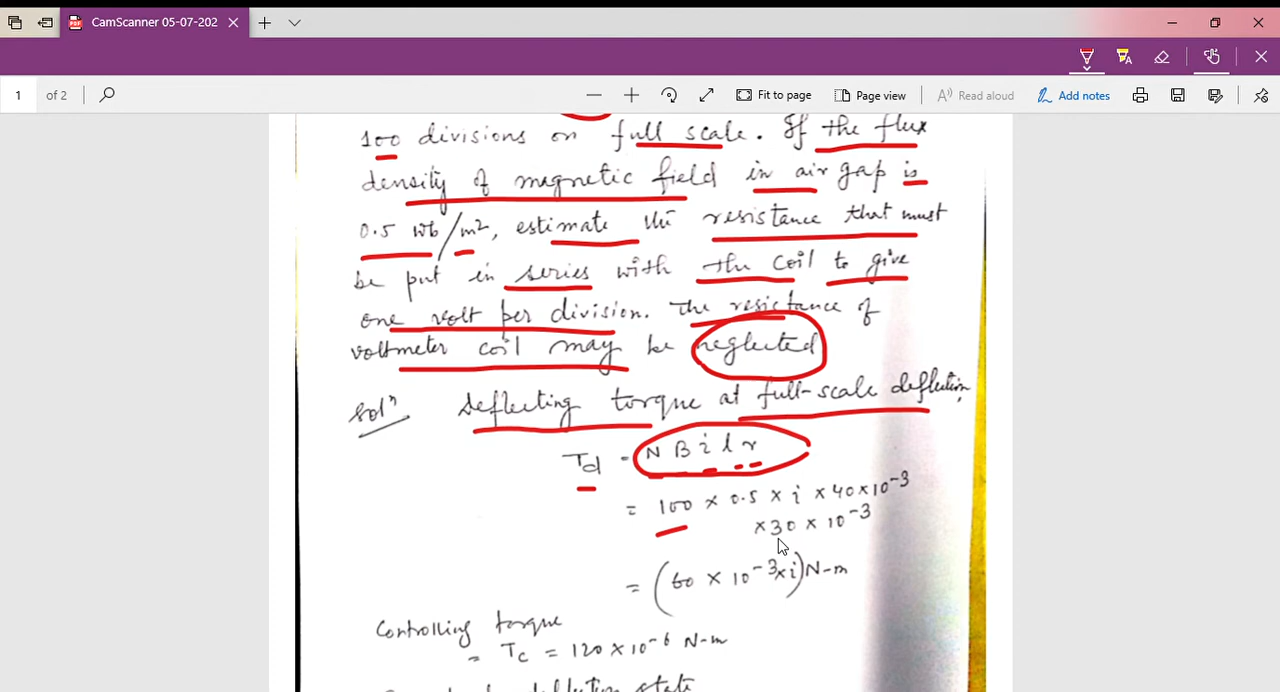 CamScanner 05-07-202
1 of 2
Fit to page
Page view
Read aloud
Add notes
100 divisions on full scale. If the flux
density of magnetic field in air gap is
0.5 wb/m², estimate the resistance that must
be put in series with the coil to give
one volt per division. The resistance of
voltmeter coil may be neglected
Solⁿ Deflecting torque at full-scale deflection,
Td = N B i l r
= 100 × 0.5 × i × 40×10⁻³
×30 × 10⁻³
= (60 × 10⁻³×i) N-m
Controlling torque
= Tc = 120×10⁻⁶ N-m
deflection state